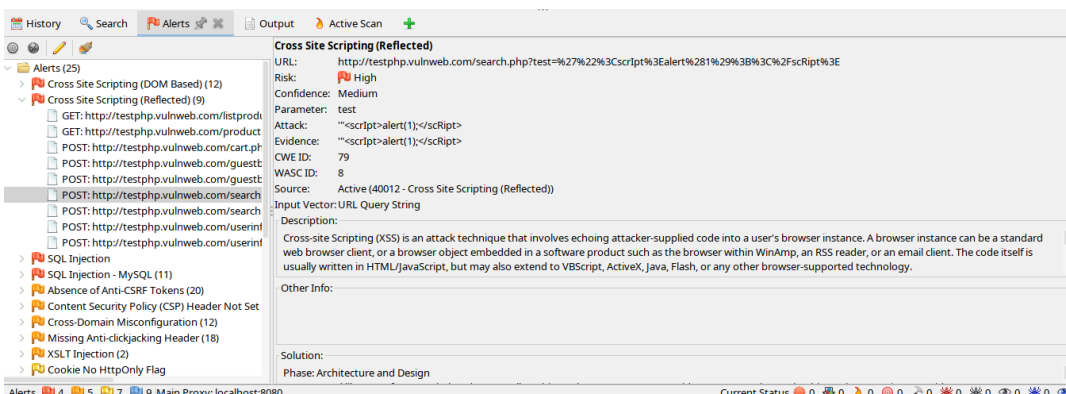 History Search Alerts Output Active Scan
Alerts (25)
Cross Site Scripting (DOM Based) (12)
Cross Site Scripting (Reflected) (9)
GET: http://testphp.vulnweb.com/listprodu
GET: http://testphp.vulnweb.com/product
POST: http://testphp.vulnweb.com/cart.ph
POST: http://testphp.vulnweb.com/guestb
POST: http://testphp.vulnweb.com/guestb
POST: http://testphp.vulnweb.com/search
POST: http://testphp.vulnweb.com/search
POST: http://testphp.vulnweb.com/userinf
POST: http://testphp.vulnweb.com/userinf
SQL Injection
SQL Injection - MySQL (11)
Absence of Anti-CSRF Tokens (20)
Content Security Policy (CSP) Header Not Set
Cross-Domain Misconfiguration (12)
Missing Anti-clickjacking Header (18)
XSLT Injection (2)
Cookie No HttpOnly Flag
Cross Site Scripting (Reflected)
URL: http://testphp.vulnweb.com/search.php?test=%27%22%3CscrIpt%3Ealert%281%29%3B%3C%2FscRipt%3E
Risk: High
Confidence: Medium
Parameter: test
Attack: '"<scrIpt>alert(1);</scRipt>
Evidence: '"<scrIpt>alert(1);</scRipt>
CWE ID: 79
WASC ID: 8
Source: Active (40012 - Cross Site Scripting (Reflected))
Input Vector: URL Query String
Description:
Cross-site Scripting (XSS) is an attack technique that involves echoing attacker-supplied code into a user's browser instance. A browser instance can be a standard
web browser client, or a browser object embedded in a software product such as the browser within WinAmp, an RSS reader, or an email client. The code itself is
usually written in HTML/JavaScript, but may also extend to VBScript, ActiveX, Java, Flash, or any other browser-supported technology.
Other Info:
Solution:
Phase: Architecture and Design
Alerts 4 5 7 9 Main Proxy: localhost:8080 Current Status 0 0 0 0 0 0 0 0 0